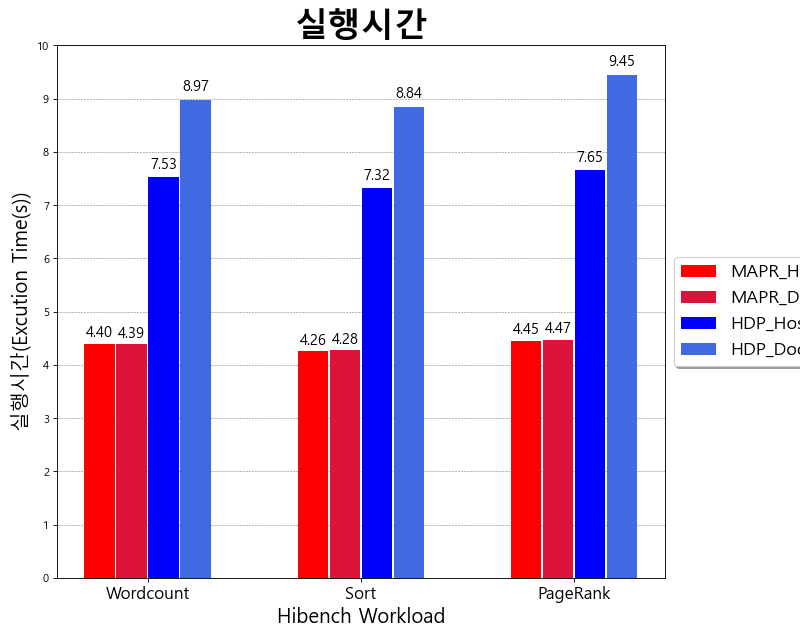 실행시간
실행시간(Excution Time(s))
10
9
8
7
6
5
4
3
2
1
0
4.40
4.39
7.53
8.97
4.26
4.28
7.32
8.84
4.45
4.47
7.65
9.45
Wordcount
Sort
PageRank
Hibench Workload
MAPR_H
MAPR_D
HDP_Hos
HDP_Doc